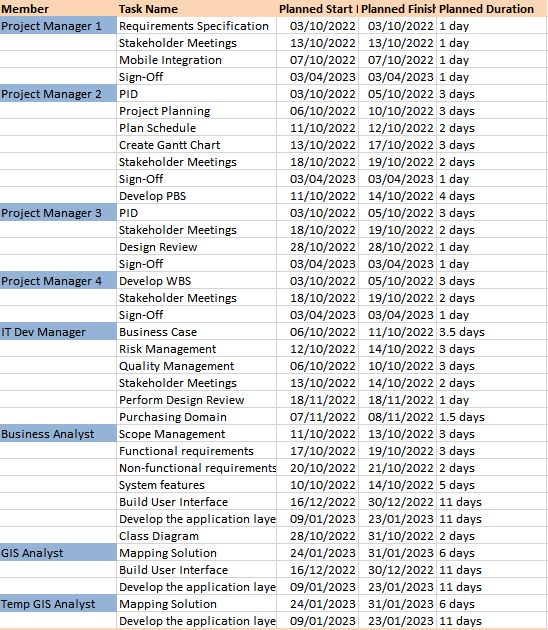 Member Task Name Planned Start Planned Finish Planned Duration
Project Manager 1 Requirements Specification 03/10/2022 03/10/2022 1 day
Stakeholder Meetings 13/10/2022 13/10/2022 1 day
Mobile Integration 07/10/2022 07/10/2022 1 day
Sign-Off 03/04/2023 03/04/2023 1 day
Project Manager 2 PID 03/10/2022 05/10/2022 3 days
Project Planning 06/10/2022 10/10/2022 3 days
Plan Schedule 11/10/2022 12/10/2022 2 days
Create Gantt Chart 13/10/2022 17/10/2022 3 days
Stakeholder Meetings 18/10/2022 19/10/2022 2 days
Sign-Off 03/04/2023 03/04/2023 1 day
Develop PBS 11/10/2022 14/10/2022 4 days
Project Manager 3 PID 03/10/2022 05/10/2022 3 days
Stakeholder Meetings 18/10/2022 19/10/2022 2 days
Design Review 28/10/2022 28/10/2022 1 day
Sign-Off 03/04/2023 03/04/2023 1 day
Project Manager 4 Develop WBS 03/10/2022 05/10/2022 3 days
Stakeholder Meetings 18/10/2022 19/10/2022 2 days
Sign-Off 03/04/2023 03/04/2023 1 day
IT Dev Manager Business Case 06/10/2022 11/10/2022 3.5 days
Risk Management 12/10/2022 14/10/2022 3 days
Quality Management 06/10/2022 10/10/2022 3 days
Stakeholder Meetings 13/10/2022 14/10/2022 2 days
Perform Design Review 18/11/2022 18/11/2022 1 day
Purchasing Domain 07/11/2022 08/11/2022 1.5 days
Business Analyst Scope Management 11/10/2022 13/10/2022 3 days
Functional requirements 17/10/2022 19/10/2022 3 days
Non-functional requirements 20/10/2022 21/10/2022 2 days
System features 10/10/2022 14/10/2022 5 days
Build User Interface 16/12/2022 30/12/2022 11 days
Develop the application laye 09/01/2023 23/01/2023 11 days
Class Diagram 28/10/2022 31/10/2022 2 days
GIS Analyst Mapping Solution 24/01/2023 31/01/2023 6 days
Build User Interface 16/12/2022 30/12/2022 11 days
Develop the application laye 09/01/2023 23/01/2023 11 days
Temp GIS Analyst Mapping Solution 24/01/2023 31/01/2023 6 days
Develop the application laye 09/01/2023 23/01/2023 11 days